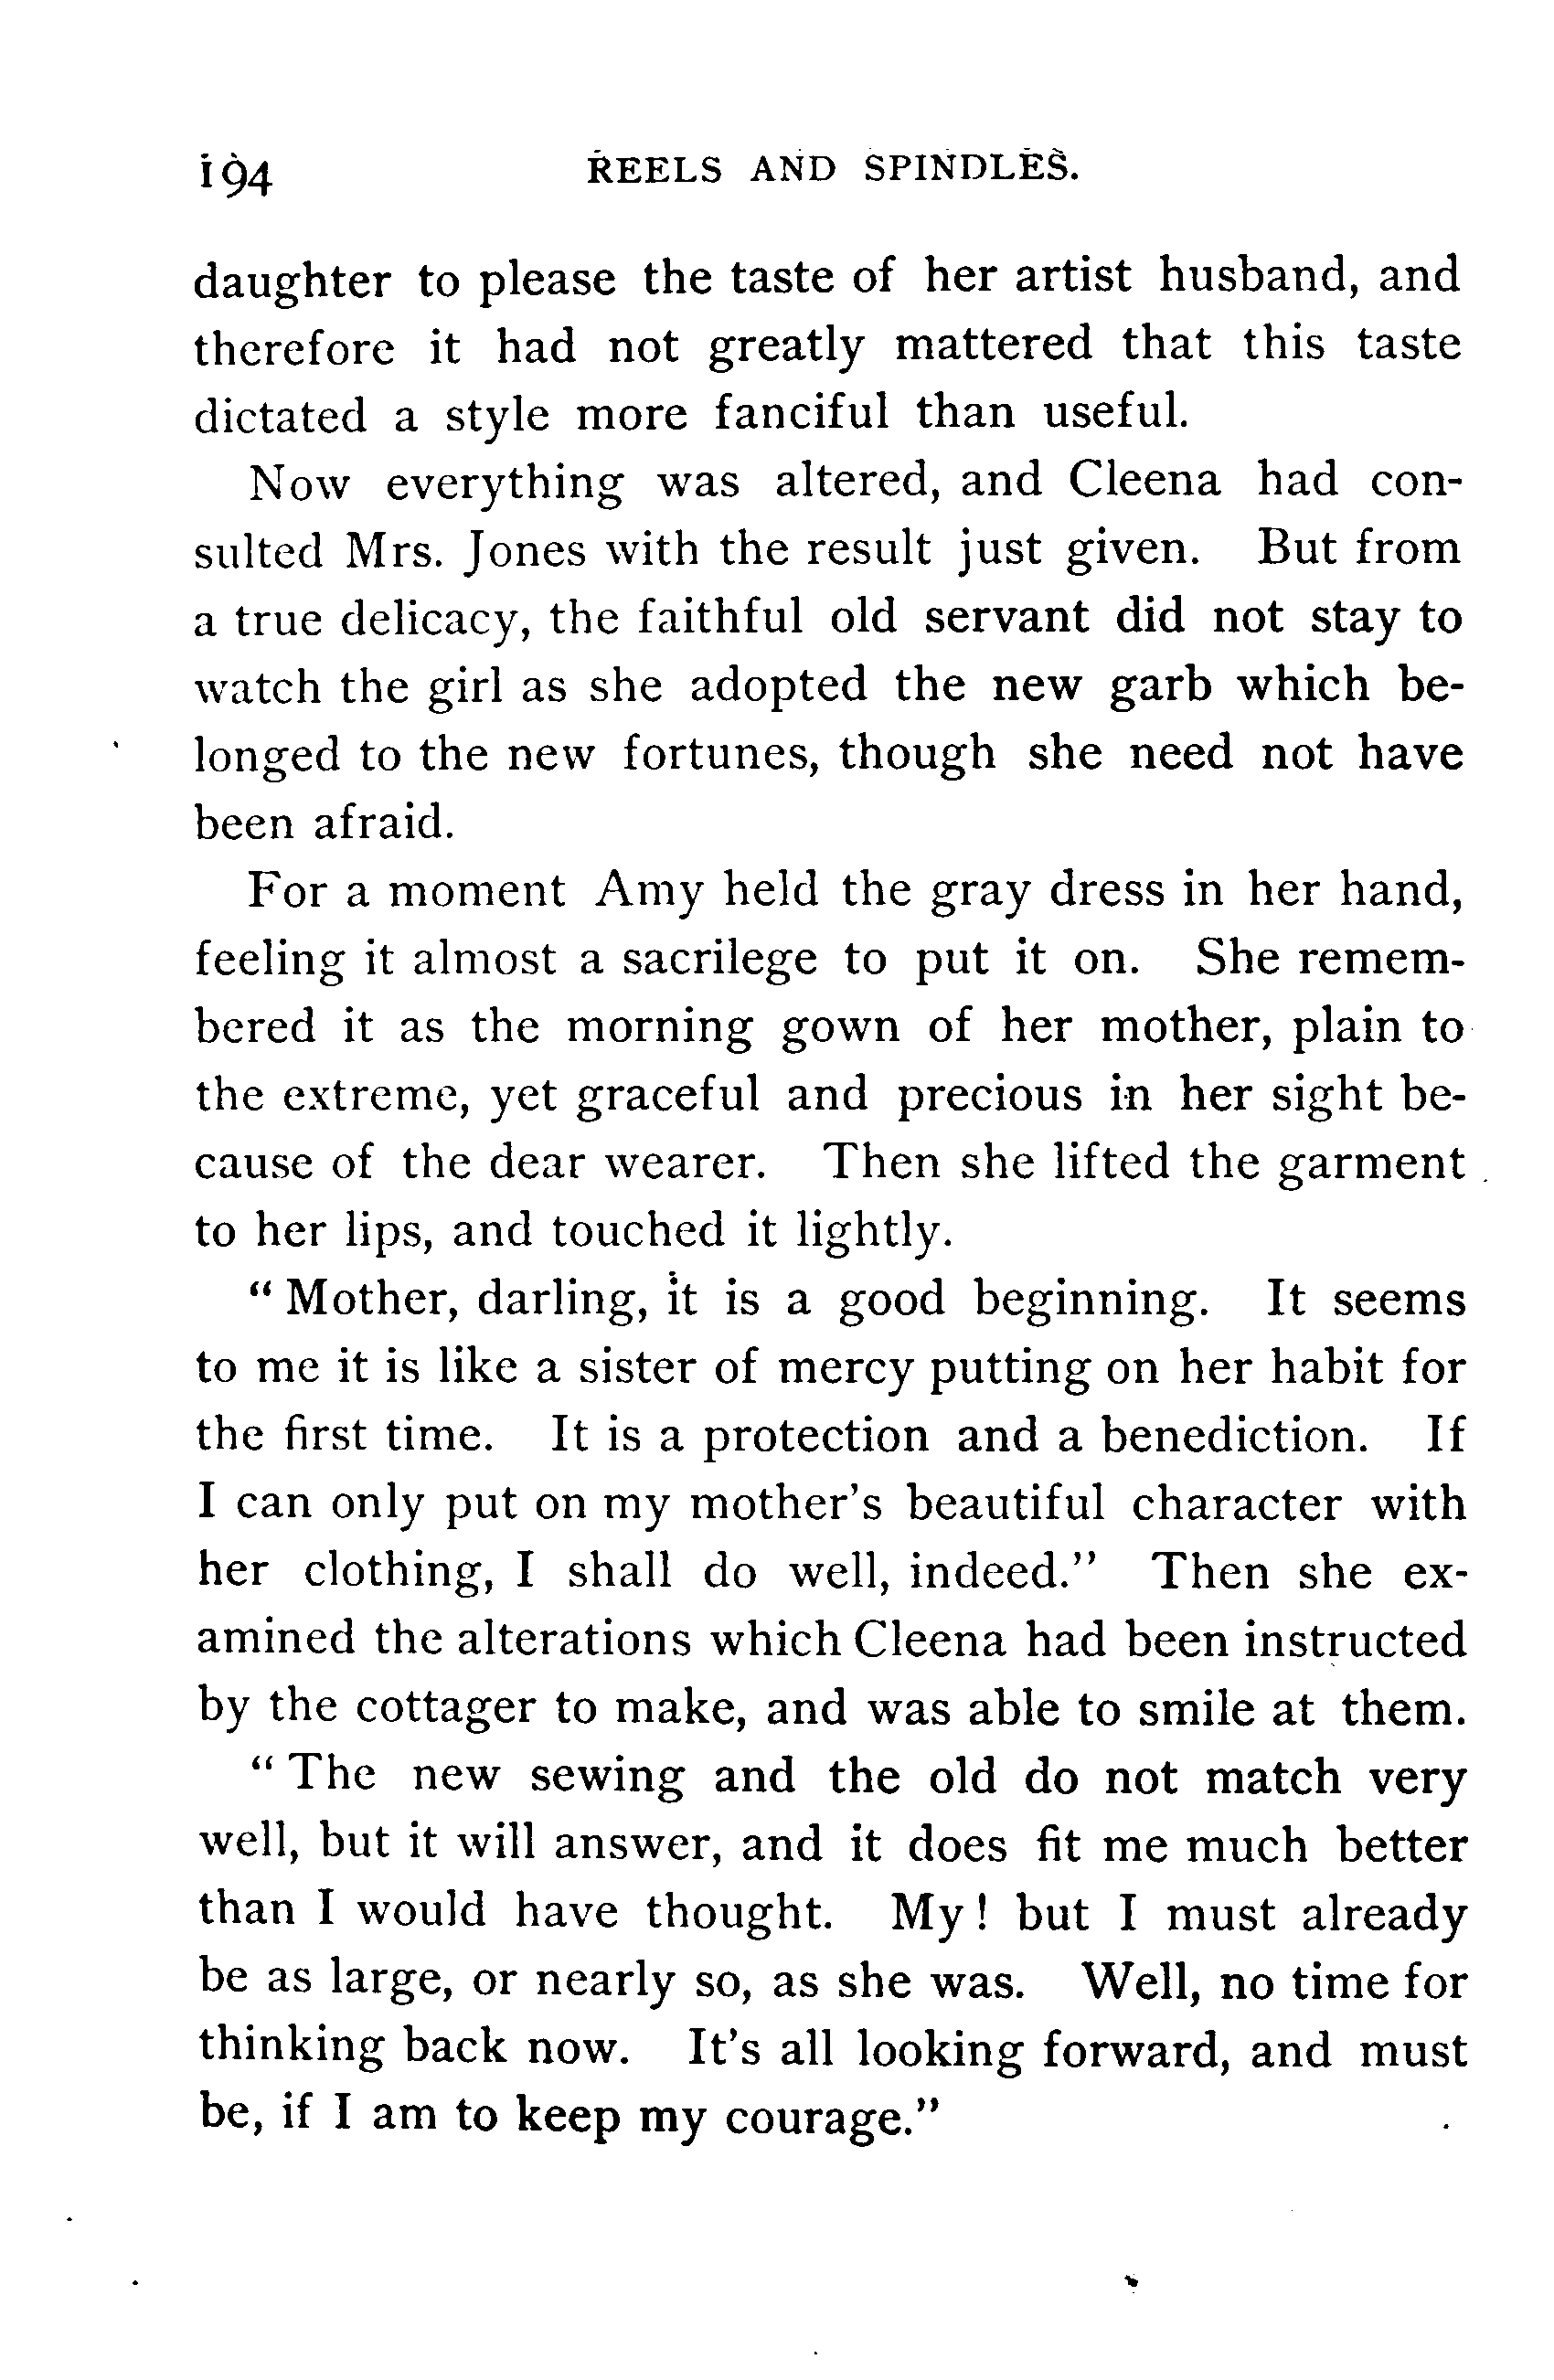 194 REELS AND SPINDLES.
daughter to please the taste of her artist husband, and
therefore it had not greatly mattered that this taste
dictated a style more fanciful than useful.
Now everything was altered, and Cleena had con-
sulted Mrs. Jones with the result just given. But from
a true delicacy, the faithful old servant did not stay to
watch the girl as she adopted the new garb which be-
longed to the new fortunes, though she need not have
been afraid.
For a moment Amy held the gray dress in her hand,
feeling it almost a sacrilege to put it on. She remem-
bered it as the morning gown of her mother, plain to
the extreme, yet graceful and precious in her sight be-
cause of the dear wearer. Then she lifted the garment
to her lips, and touched it lightly.
“Mother, darling, it is a good beginning. It seems
to me it is like a sister of mercy putting on her habit for
the first time. It is a protection and a benediction. If
I can only put on my mother’s beautiful character with
her clothing, I shall do well, indeed.” Then she ex-
amined the alterations which Cleena had been instructed
by the cottager to make, and was able to smile at them.
“The new sewing and the old do not match very
well, but it will answer, and it does fit me much better
than I would have thought. My! but I must already
be as large, or nearly so, as she was. Well, no time for
thinking back now. It’s all looking forward, and must
be, if I am to keep my courage.”